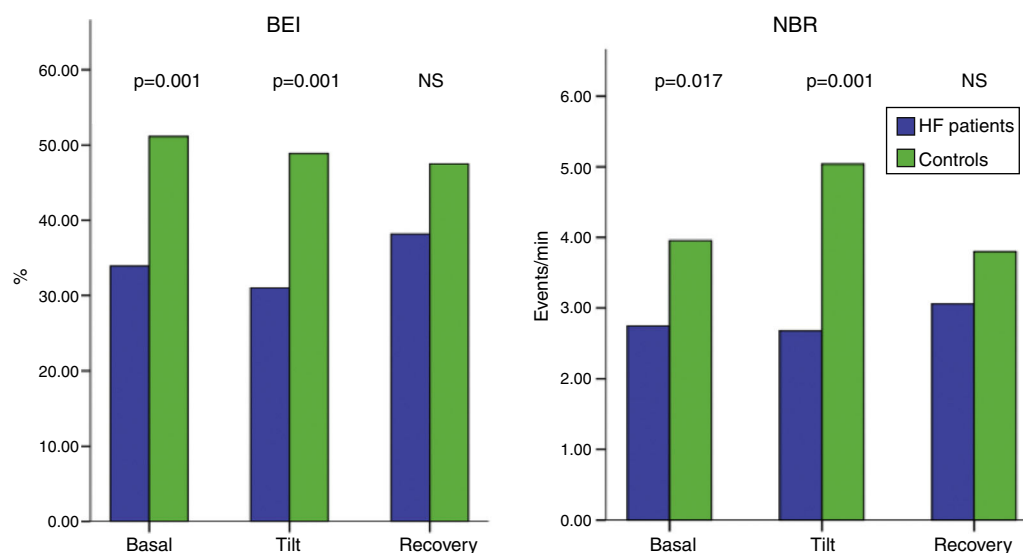 BEI
60.00
50.00
40.00
30.00
20.00
10.00
0.00
%
p=0.001 p=0.001 NS
Basal Tilt Recovery
NBR
6.00
5.00
4.00
3.00
2.00
1.00
0.00
Events/min
p=0.017 p=0.001 NS
HF patients
Controls
Basal Tilt Recovery